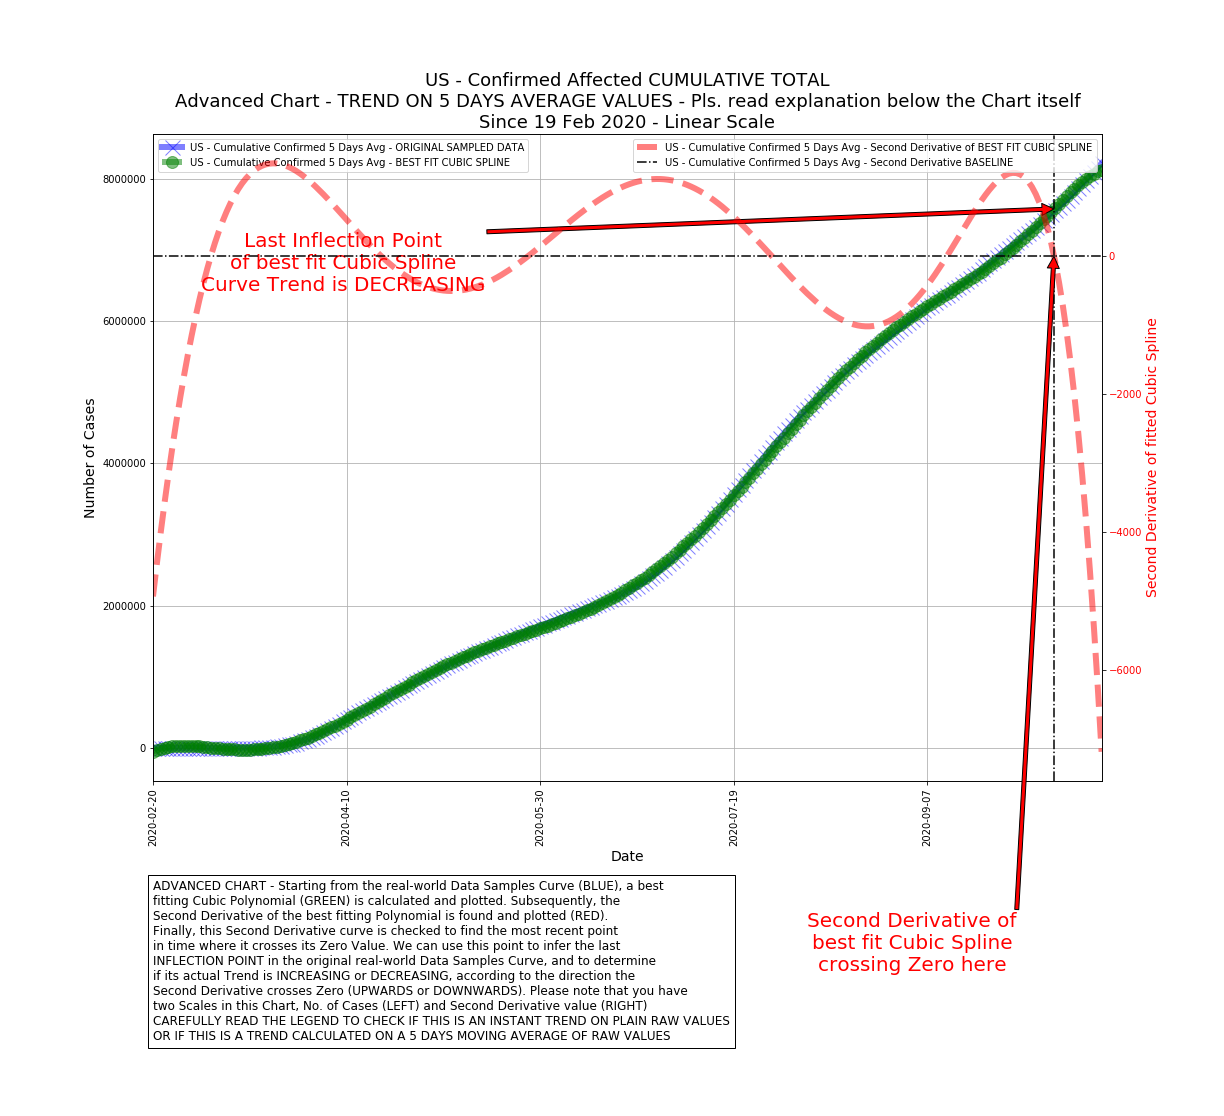 US - Confirmed Affected CUMULATIVE TOTAL
Advanced Chart - TREND ON 5 DAYS AVERAGE VALUES - Pls. read explanation below the Chart itself
Since 19 Feb 2020 - Linear Scale
US - Cumulative Confirmed 5 Days Avg - ORIGINAL SAMPLED DATA
US - Cumulative Confirmed 5 Days Avg - BEST FIT CUBIC SPLINE
US - Cumulative Confirmed 5 Days Avg - Second Derivative of BEST FIT CUBIC SPLINE
US - Cumulative Confirmed 5 Days Avg - Second Derivative BASELINE
Last Inflection Point
of best fit Cubic Spline
Curve Trend is DECREASING
8000000
6000000
4000000
2000000
0
Number of Cases
0
−2000
−4000
−6000
Second Derivative of fitted Cubic Spline
2020-02-20
2020-04-10
2020-05-30
2020-07-19
2020-09-07
Date
Second Derivative of
best fit Cubic Spline
crossing Zero here
ADVANCED CHART - Starting from the real-world Data Samples Curve (BLUE), a best
fitting Cubic Polynomial (GREEN) is calculated and plotted. Subsequently, the
Second Derivative of the best fitting Polynomial is found and plotted (RED).
Finally, this Second Derivative curve is checked to find the most recent point
in time where it crosses its Zero Value. We can use this point to infer the last
INFLECTION POINT in the original real-world Data Samples Curve, and to determine
if its actual Trend is INCREASING or DECREASING, according to the direction the
Second Derivative crosses Zero (UPWARDS or DOWNWARDS). Please note that you have
two Scales in this Chart, No. of Cases (LEFT) and Second Derivative value (RIGHT)
CAREFULLY READ THE LEGEND TO CHECK IF THIS IS AN INSTANT TREND ON PLAIN RAW VALUES
OR IF THIS IS A TREND CALCULATED ON A 5 DAYS MOVING AVERAGE OF RAW VALUES